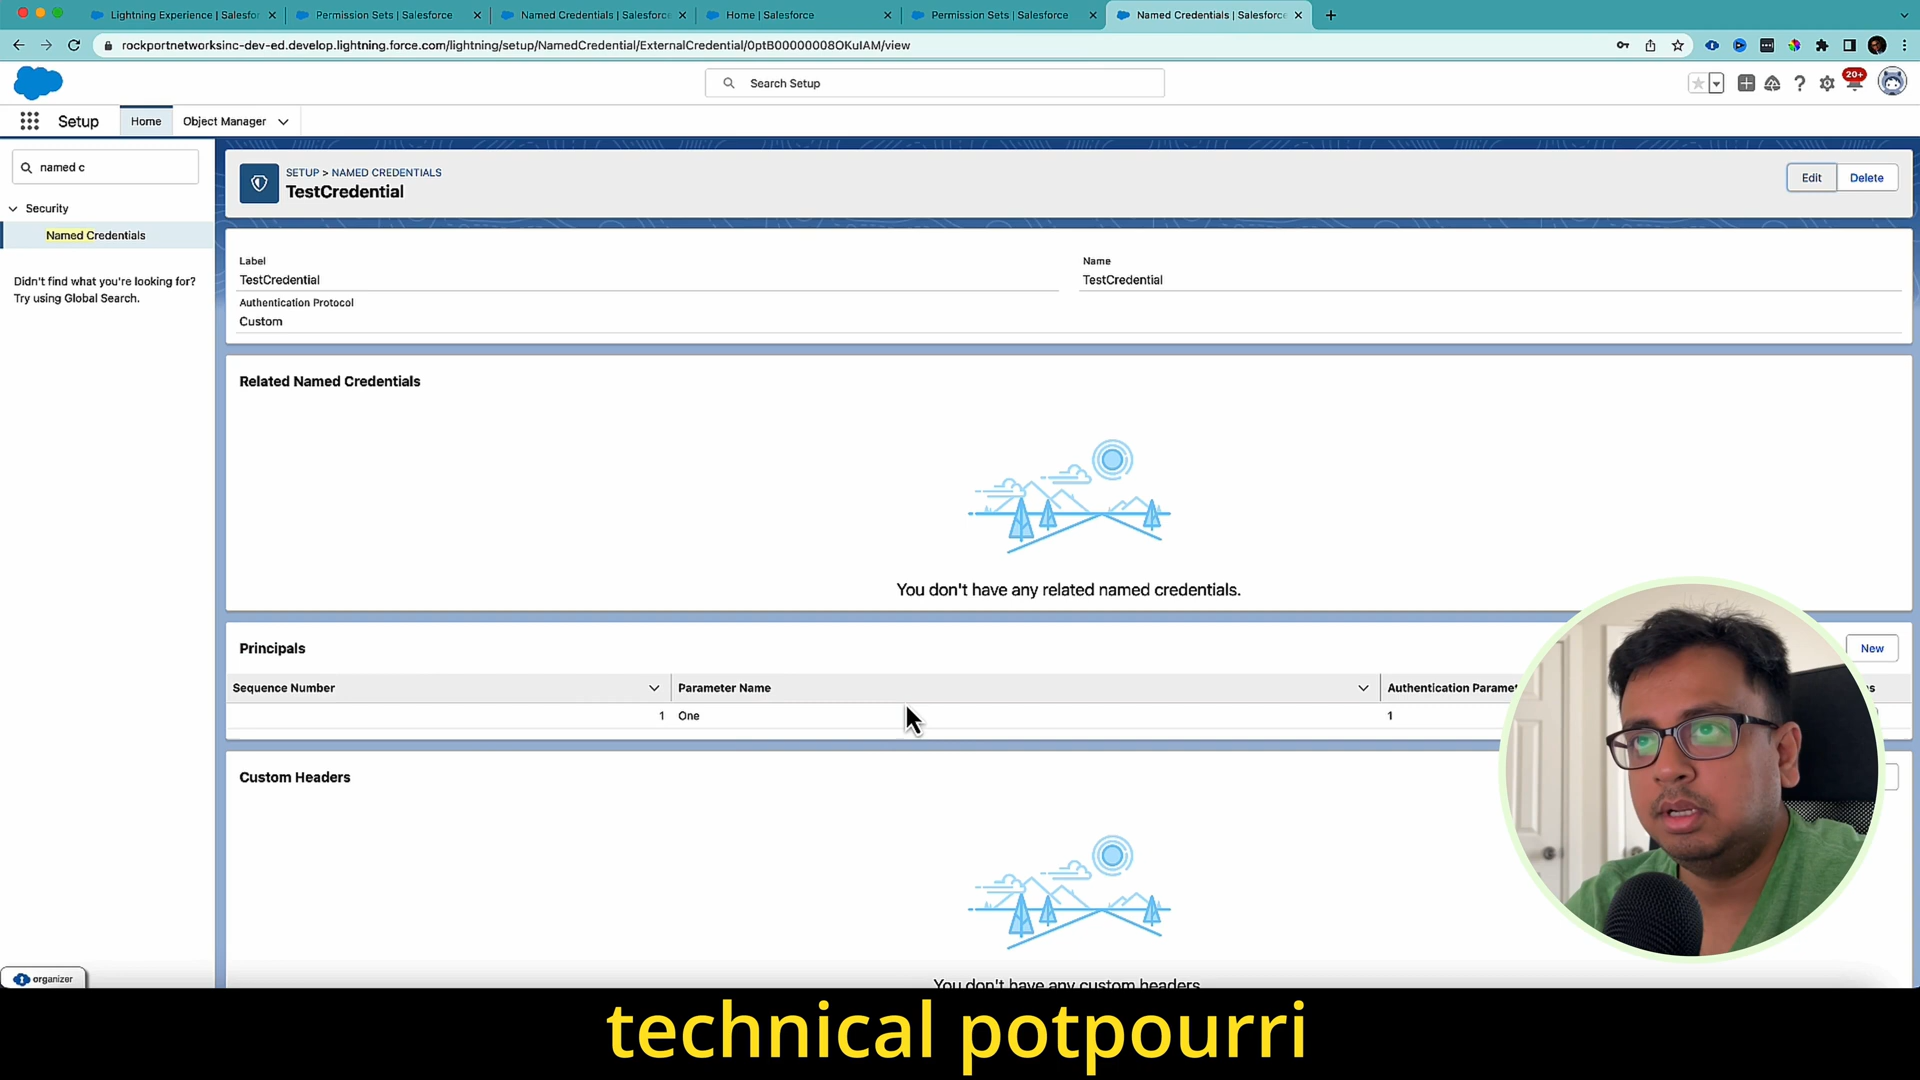 Lightning Experience | Salesfor
Permission Sets | Salesforce
Named Credentials | Salesforc
Home | Salesforce
Permission Sets | Salesforce
Named Credentials | Salesforc
rockportnetworksinc-dev-ed.develop.lightning.force.com/lightning/setup/NamedCredential/ExternalCredential/0ptB00000008OKuIAM/view
Search Setup
20+
Setup
Home
Object Manager
named c
Security
Named Credentials
Didn't find what you're looking for?
Try using Global Search.
SETUP > NAMED CREDENTIALS
TestCredential
Edit
Delete
Label
Name
TestCredential
TestCredential
Authentication Protocol
Custom
Related Named Credentials
You don't have any related named credentials.
Principals
New
Sequence Number
Parameter Name
Authentication Parame
1
One
1
Custom Headers
You don't have any custom headers
organizer
technical potpourri